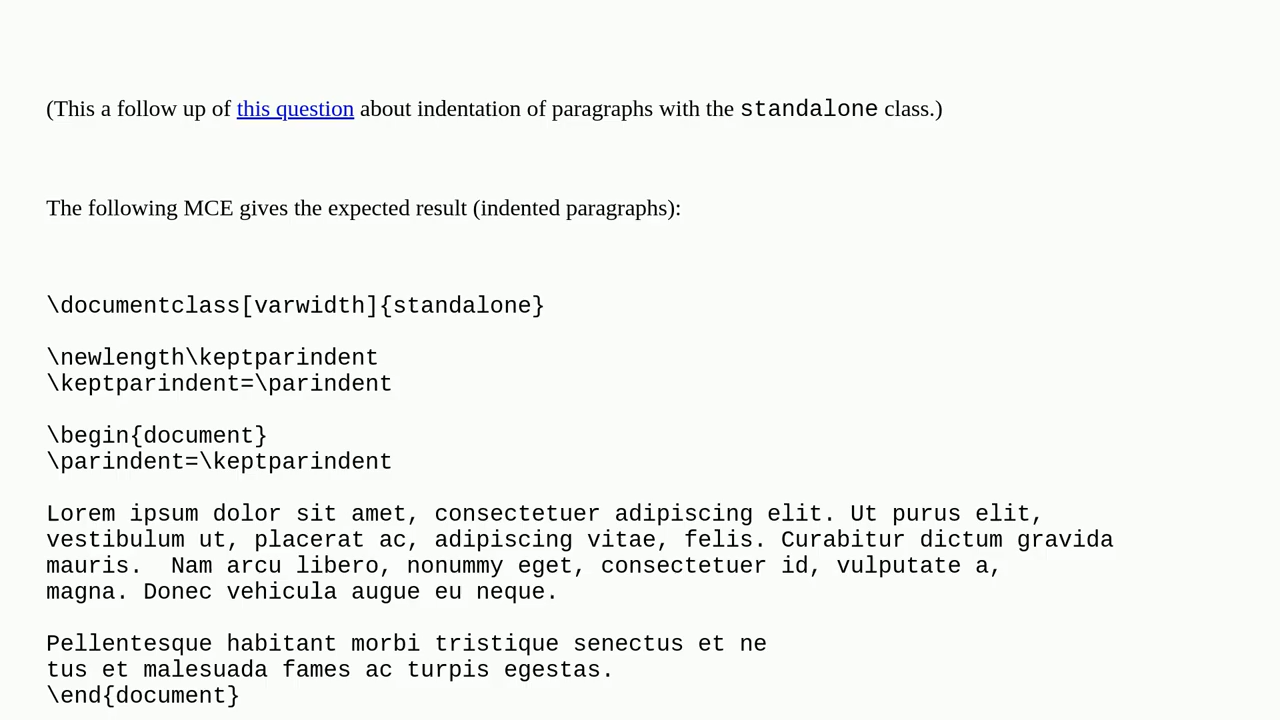 (This a follow up of this question about indentation of paragraphs with the standalone class.)
The following MCE gives the expected result (indented paragraphs):
\documentclass[varwidth]{standalone}
\newlength\keptparindent
\keptparindent=\parindent
\begin{document}
\parindent=\keptparindent
Lorem ipsum dolor sit amet, consectetuer adipiscing elit. Ut purus elit,
vestibulum ut, placerat ac, adipiscing vitae, felis. Curabitur dictum gravida
mauris.  Nam arcu libero, nonummy eget, consectetuer id, vulputate a,
magna. Donec vehicula augue eu neque.
Pellentesque habitant morbi tristique senectus et ne
tus et malesuada fames ac turpis egestas.
\end{document}